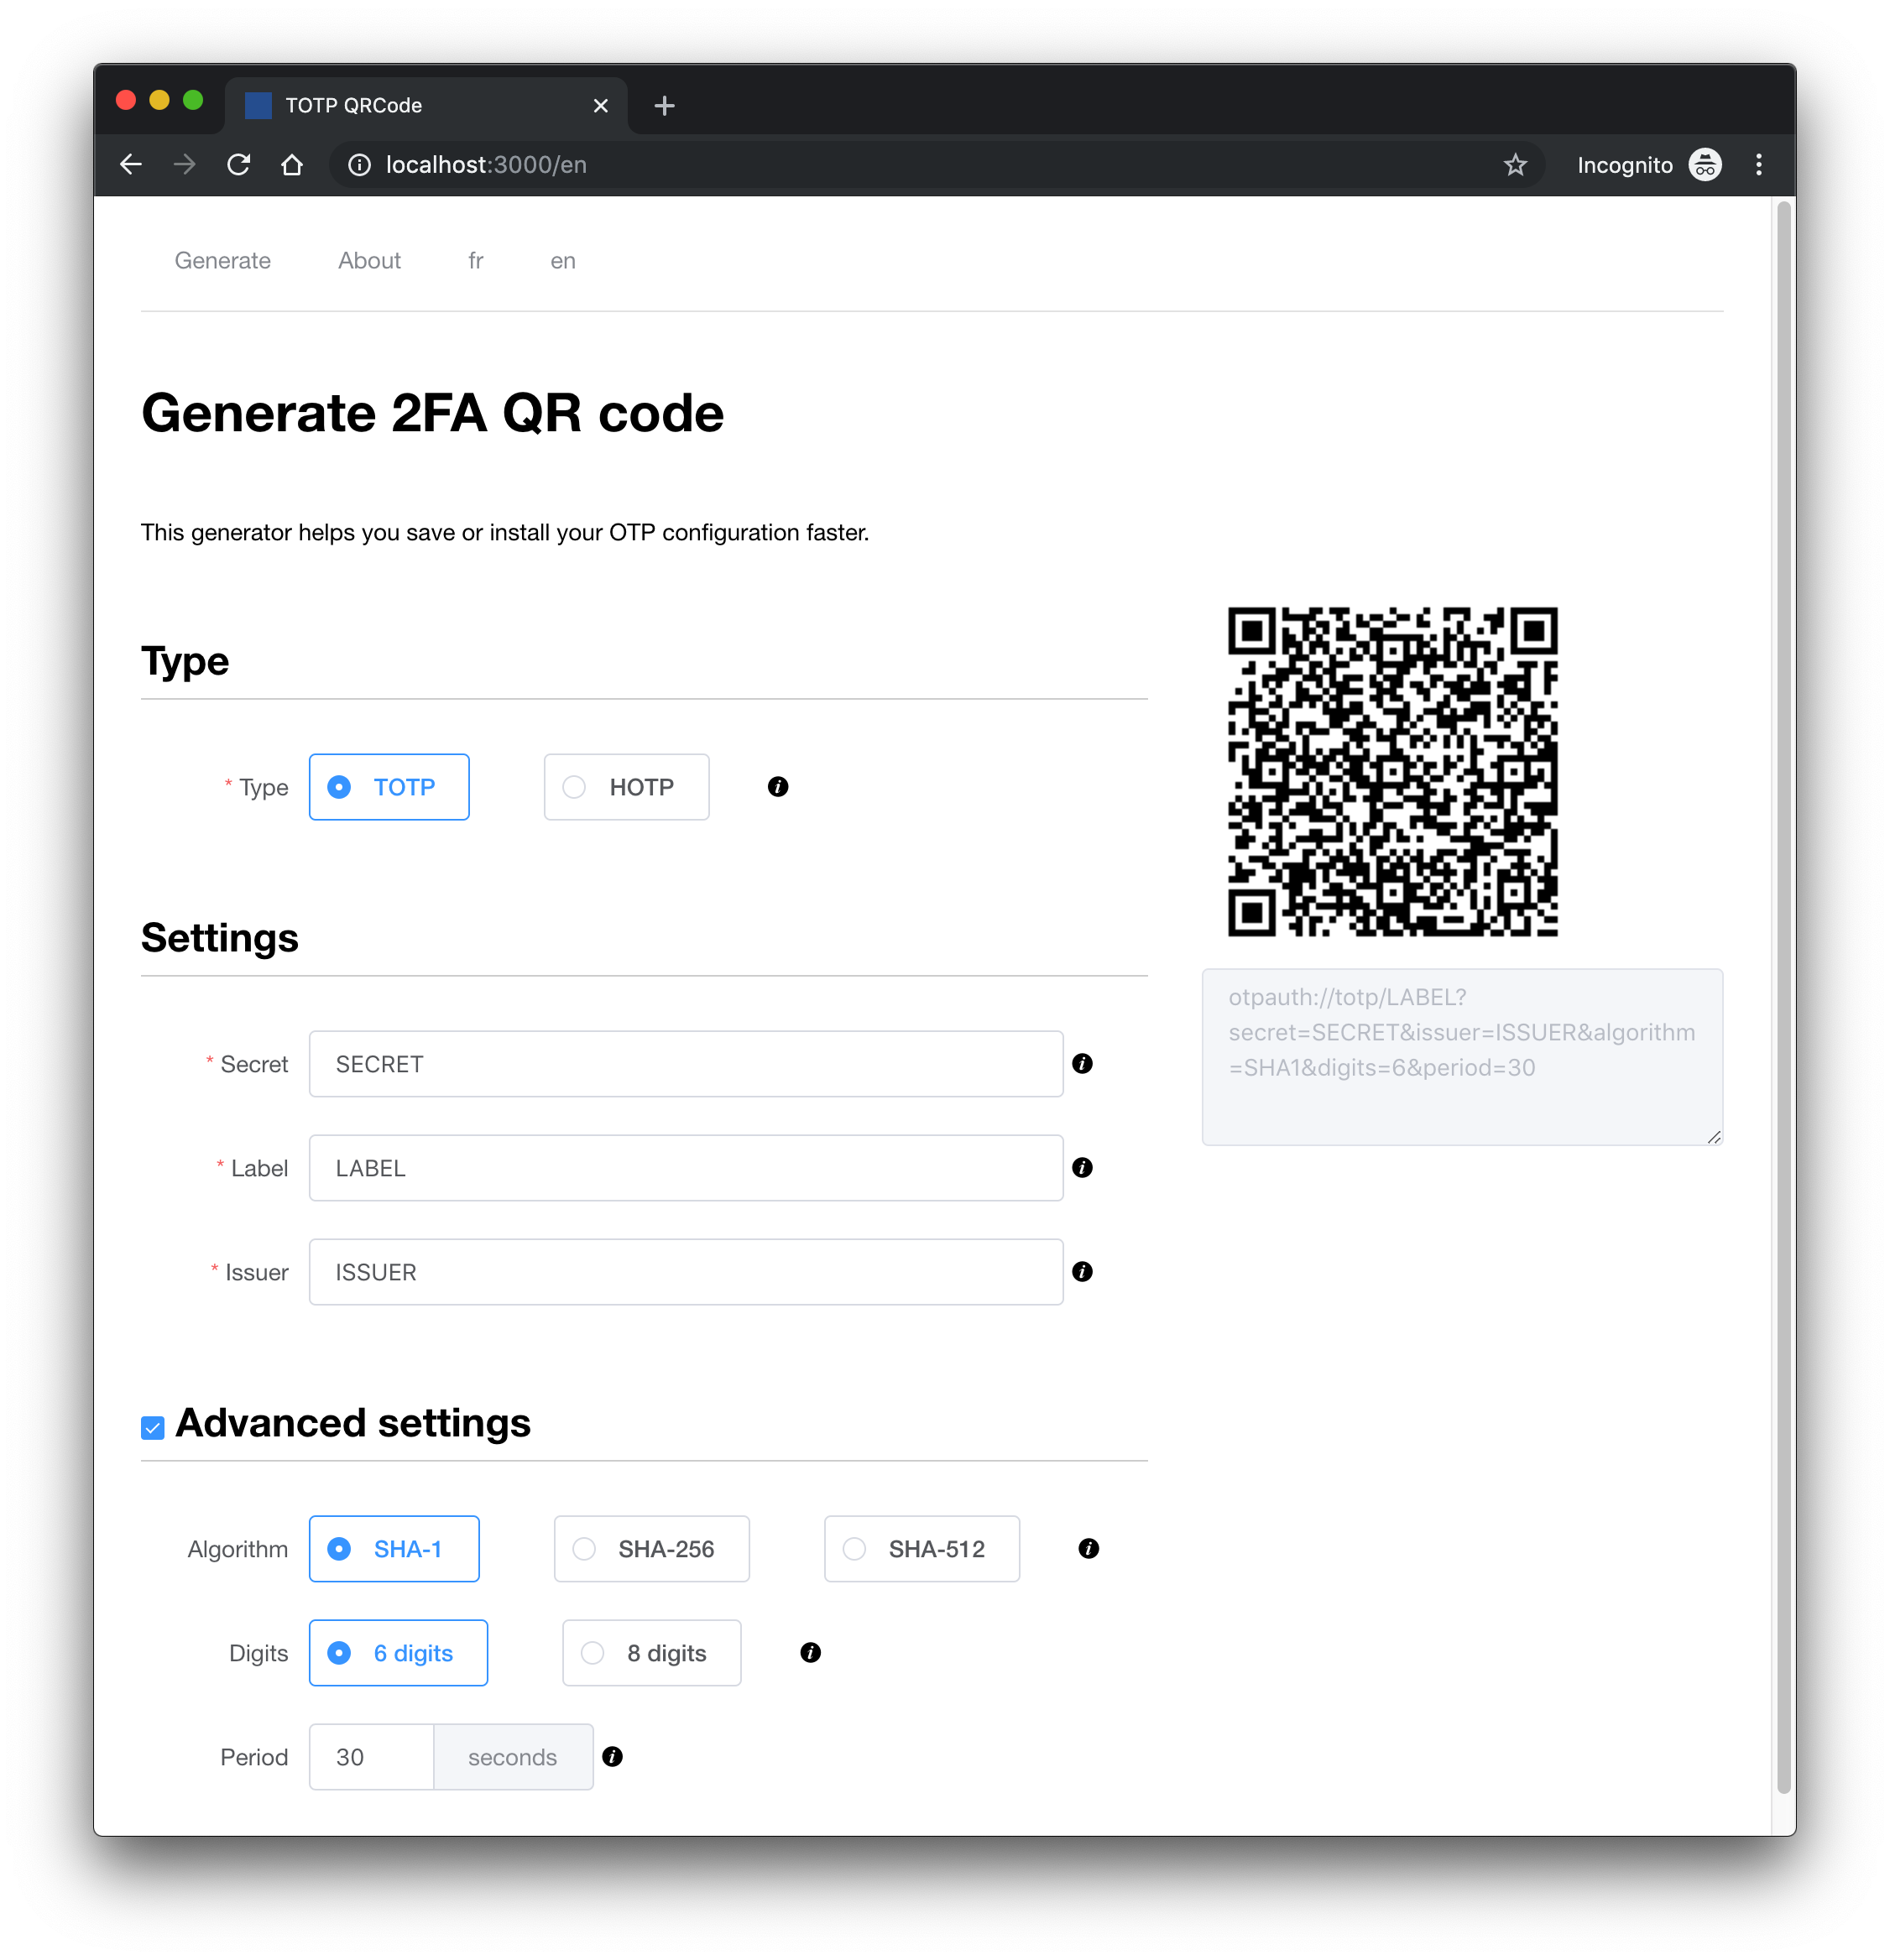 TOTP QRCode
localhost:3000/en
Incognito
Generate About fr en
Generate 2FA QR code
This generator helps you save or install your OTP configuration faster.
Type
* Type TOTP HOTP
Settings
* Secret SECRET
* Label LABEL
* Issuer ISSUER
Advanced settings
Algorithm SHA-1 SHA-256 SHA-512
Digits 6 digits 8 digits
Period 30 seconds
otpauth://totp/LABEL?
secret=SECRET&issuer=ISSUER&algorithm
=SHA1&digits=6&period=30